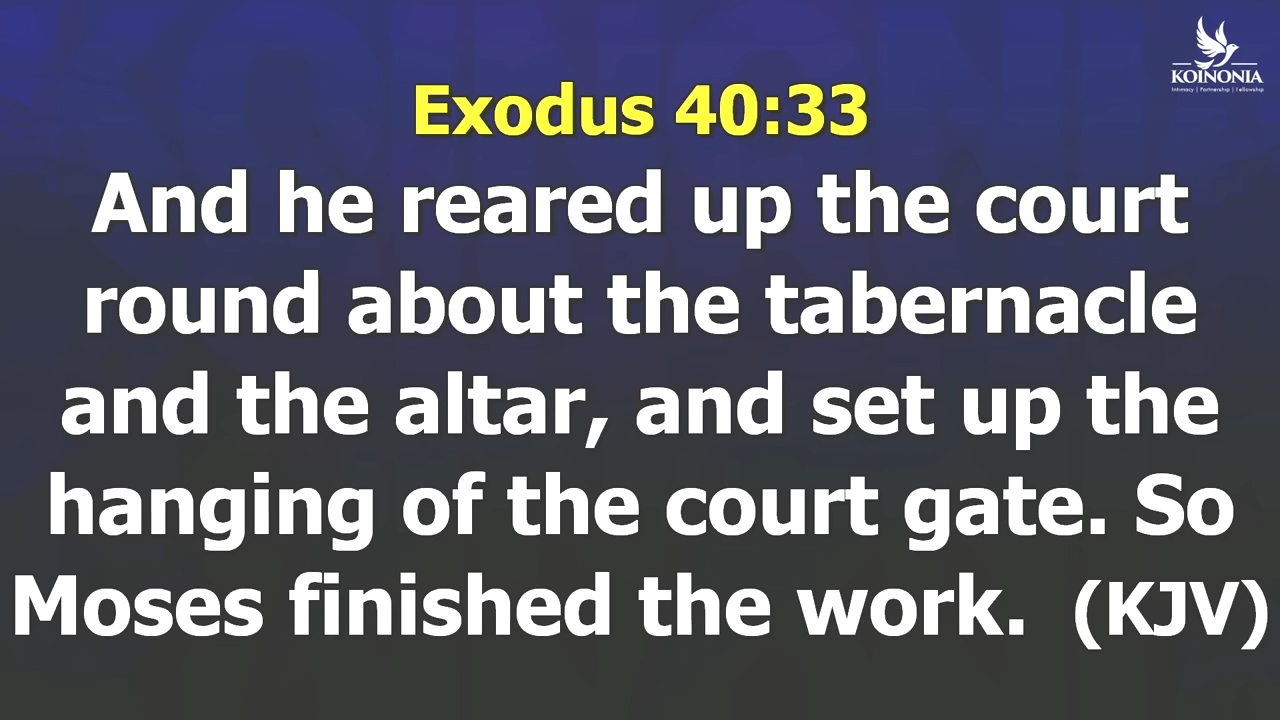 KOINONIA
Intimacy | Partnership | Fellowship
Exodus 40:33
And he reared up the court
round about the tabernacle
and the altar, and set up the
hanging of the court gate. So
Moses finished the work.  (KJV)